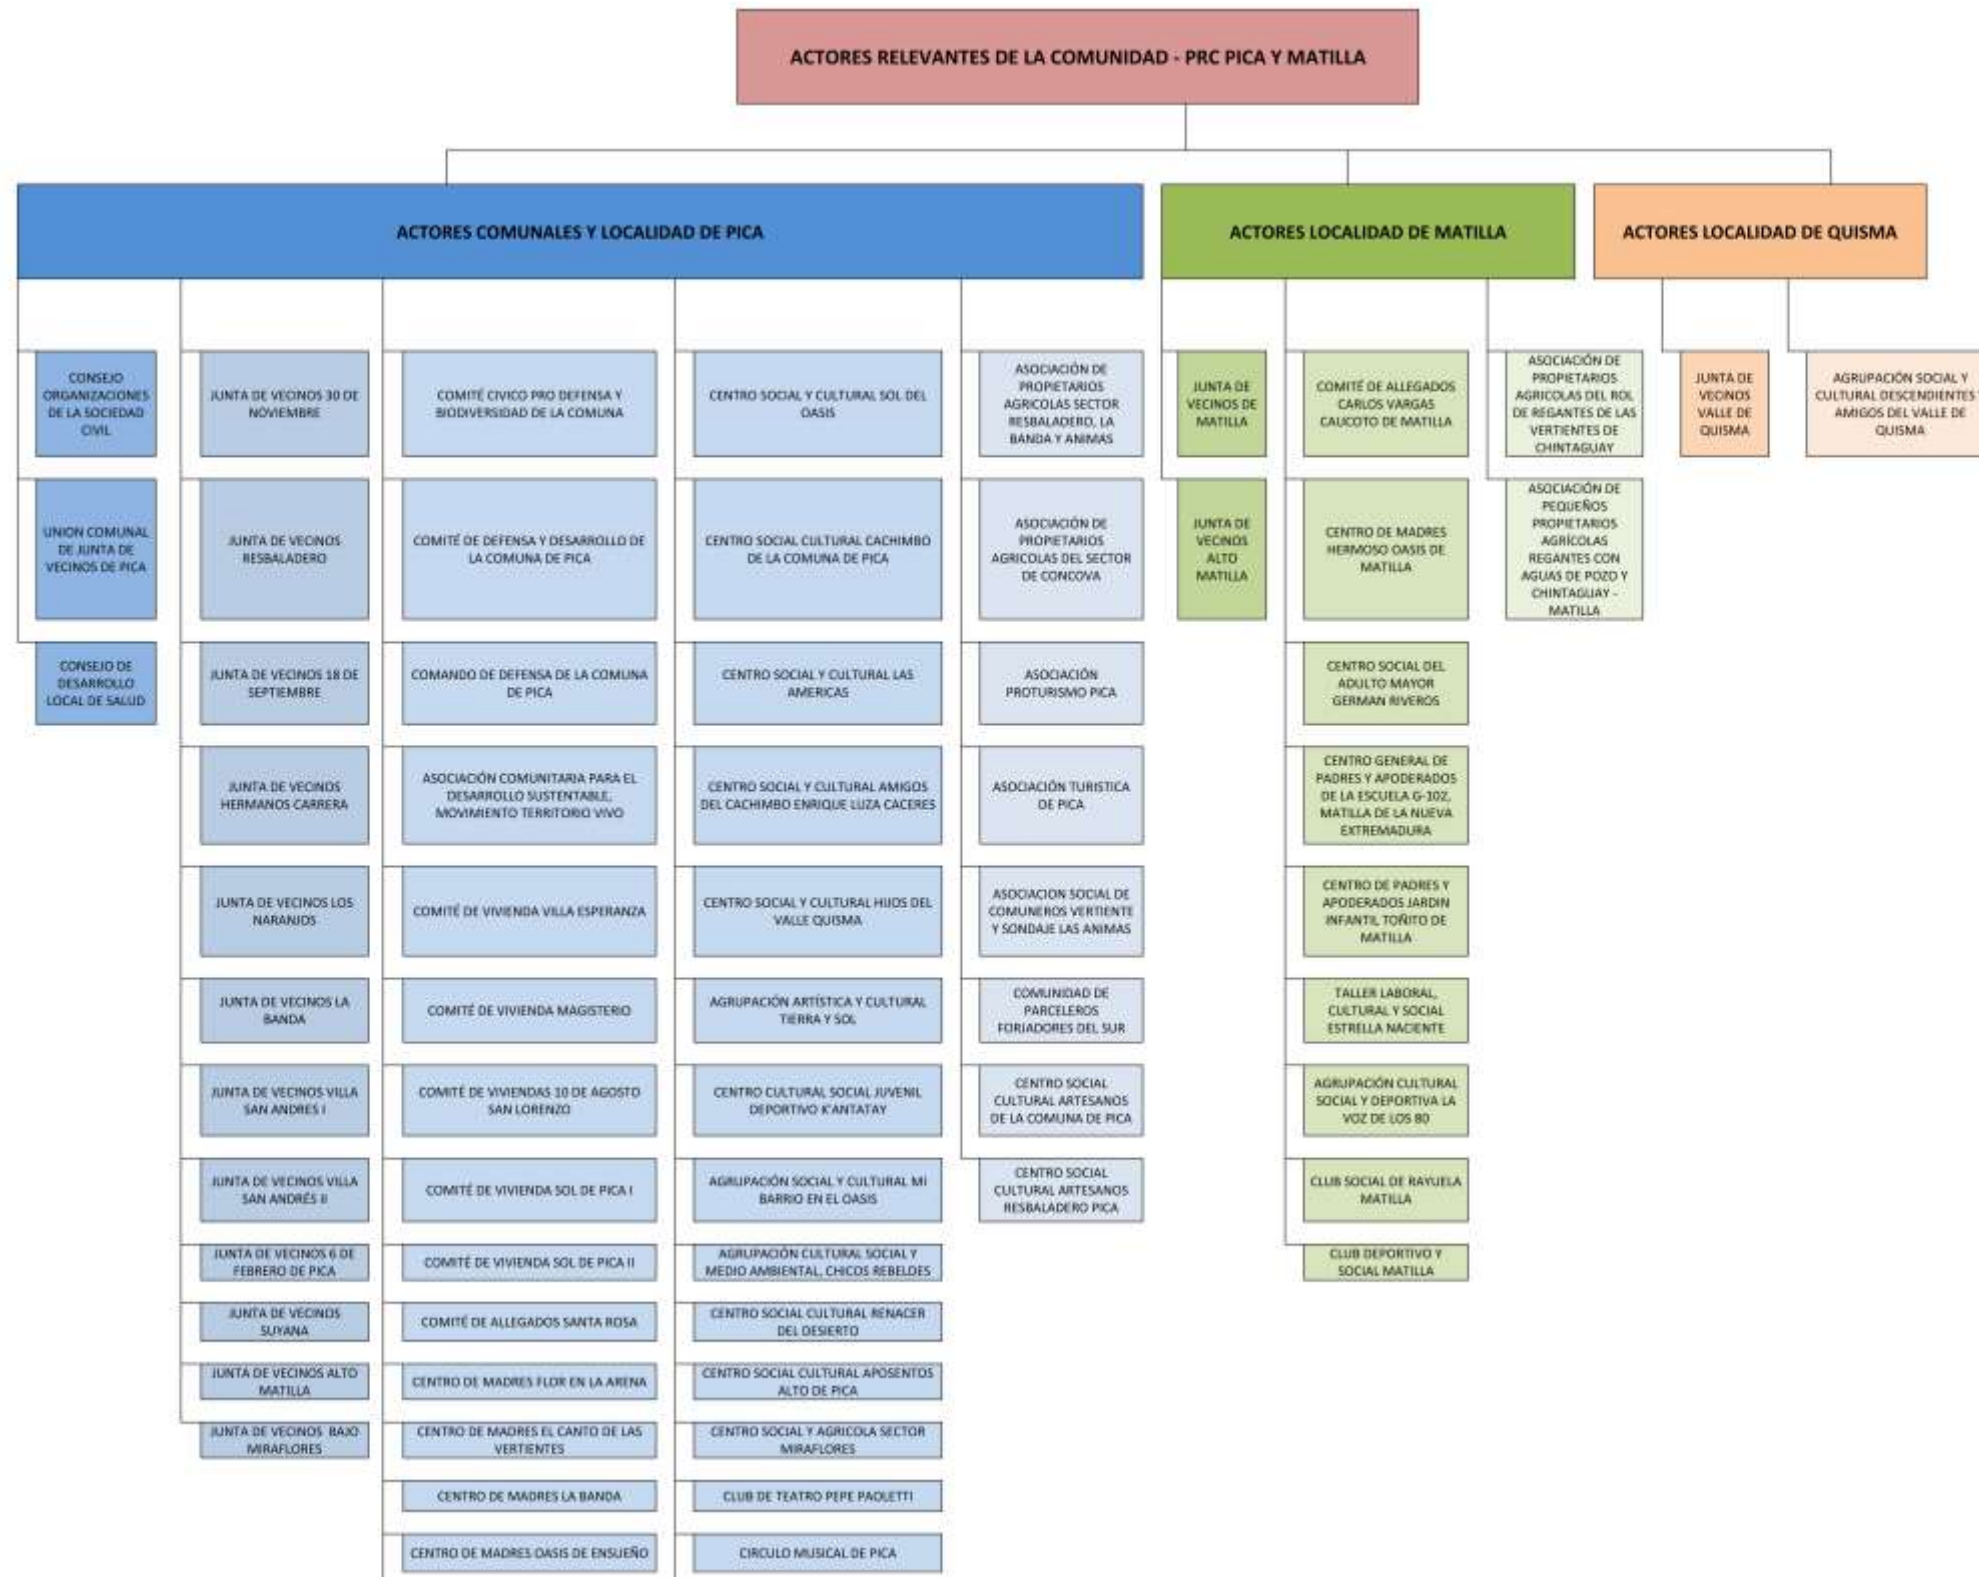 ACTORES RELEVANTES DE LA COMUNIDAD - PRC PICA Y MATILLA
ACTORES COMUNALES Y LOCALIDAD DE PICA
CONSEJO
ORGANIZACIONES
DE LA SOCIEDAD
CIVIL
UNION COMUNAL
DE JUNTA DE
VECINOS DE PICA
CONSEJO DE
DESARROLLO
LOCAL DE SALUD
JUNTA DE VECINOS 30 DE
NOVIEMBRE
JUNTA DE VECINOS
RESBALADERO
JUNTA DE VECINOS 18 DE
SEPTIEMBRE
JUNTA DE VECINOS
HERMANOS CARRERA
JUNTA DE VECINOS LOS
NARANJOS
JUNTA DE VECINOS LA
BANDA
JUNTA DE VECINOS VILLA
SAN ANDRES I
JUNTA DE VECINOS VILLA
SAN ANDRÉS II
JUNTA DE VECINOS 6 DE
FEBRERO DE PICA
JUNTA DE VECINOS
SUYANA
JUNTA DE VECINOS ALTO
MATILLA
JUNTA DE VECINOS BAJO
MIRAFLORES
COMITÉ CIVICO PRO DEFENSA Y
BIODIVERSIDAD DE LA COMUNA
COMITÉ DE DEFENSA Y DESARROLLO DE
LA COMUNA DE PICA
COMANDO DE DEFENSA DE LA COMUNA
DE PICA
ASOCIACIÓN COMUNITARIA PARA EL
DESARROLLO SUSTENTABLE,
MOVIMIENTO TERRITORIO VIVO
COMITÉ DE VIVIENDA VILLA ESPERANZA
COMITÉ DE VIVIENDA MAGISTERIO
COMITÉ DE VIVIENDAS 10 DE AGOSTO
SAN LORENZO
COMITÉ DE VIVIENDA SOL DE PICA I
COMITÉ DE VIVIENDA SOL DE PICA II
COMITÉ DE ALLEGADOS SANTA ROSA
CENTRO DE MADRES FLOR EN LA ARENA
CENTRO DE MADRES EL CANTO DE LAS
VERTIENTES
CENTRO DE MADRES LA BANDA
CENTRO DE MADRES OASIS DE ENSUEÑO
CENTRO SOCIAL Y CULTURAL SOL DEL
OASIS
CENTRO SOCIAL CULTURAL CACHIMBO
DE LA COMUNA DE PICA
CENTRO SOCIAL Y CULTURAL LAS
AMERICAS
CENTRO SOCIAL Y CULTURAL AMIGOS
DEL CACHIMBO ENRIQUE LUZA CACERES
CENTRO SOCIAL Y CULTURAL HIJOS DEL
VALLE QUISMA
AGRUPACIÓN ARTÍSTICA Y CULTURAL
TIERRA Y SOL
CENTRO CULTURAL SOCIAL JUVENIL
DEPORTIVO K'ANTATAY
AGRUPACIÓN SOCIAL Y CULTURAL MI
BARRIO EN EL OASIS
AGRUPACIÓN CULTURAL SOCIAL Y
MEDIO AMBIENTAL, CHICOS REBELDES
CENTRO SOCIAL CULTURAL RENACER
DEL DESIERTO
CENTRO SOCIAL CULTURAL APOSENTOS
ALTO DE PICA
CENTRO SOCIAL Y AGRICOLA SECTOR
MIRAFLORES
CLUB DE TEATRO PEPE PAOLETTI
CIRCULO MUSICAL DE PICA
ASOCIACIÓN DE
PROPIETARIOS
AGRICOLAS SECTOR
RESBALADERO, LA
BANDA Y ANIMAS
ASOCIACIÓN DE
PROPIETARIOS
AGRICOLAS DEL SECTOR
DE CONCOVA
ASOCIACIÓN
PROTURISMO PICA
ASOCIACIÓN TURISTICA
DE PICA
ASOCIACION SOCIAL DE
COMUNEROS VERTIENTE
Y SONDAJE LAS ANIMAS
COMUNIDAD DE
PARCELEROS
FORJADORES DEL SUR
CENTRO SOCIAL
CULTURAL ARTESANOS
DE LA COMUNA DE PICA
CENTRO SOCIAL
CULTURAL ARTESANOS
RESBALADERO PICA
ACTORES LOCALIDAD DE MATILLA
JUNTA DE
VECINOS DE
MATILLA
JUNTA DE
VECINOS
ALTO
MATILLA
COMITÉ DE ALLEGADOS
CARLOS VARGAS
CAUCOTO DE MATILLA
CENTRO DE MADRES
HERMOSO OASIS DE
MATILLA
CENTRO SOCIAL DEL
ADULTO MAYOR
GERMAN RIVEROS
CENTRO GENERAL DE
PADRES Y APODERADOS
DE LA ESCUELA G-102,
MATILLA DE LA NUEVA
EXTREMADURA
CENTRO DE PADRES Y
APODERADOS JARDIN
INFANTIL TOÑITO DE
MATILLA
TALLER LABORAL,
CULTURAL Y SOCIAL
ESTRELLA NACIENTE
AGRUPACIÓN CULTURAL
SOCIAL Y DEPORTIVA LA
VOZ DE LOS 80
CLUB SOCIAL DE RAYUELA
MATILLA
CLUB DEPORTIVO Y
SOCIAL MATILLA
ASOCIACIÓN DE
PROPIETARIOS
AGRICOLAS DEL ROL
DE REGANTES DE LAS
VERTIENTES DE
CHINTAGUAY
ASOCIACIÓN DE
PEQUEÑOS
PROPIETARIOS
AGRÍCOLAS
REGANTES CON
AGUAS DE POZO Y
CHINTAGUAY -
MATILLA
ACTORES LOCALIDAD DE QUISMA
JUNTA DE
VECINOS
VALLE DE
QUISMA
AGRUPACIÓN SOCIAL Y
CULTURAL DESCENDIENTES
AMIGOS DEL VALLE DE
QUISMA